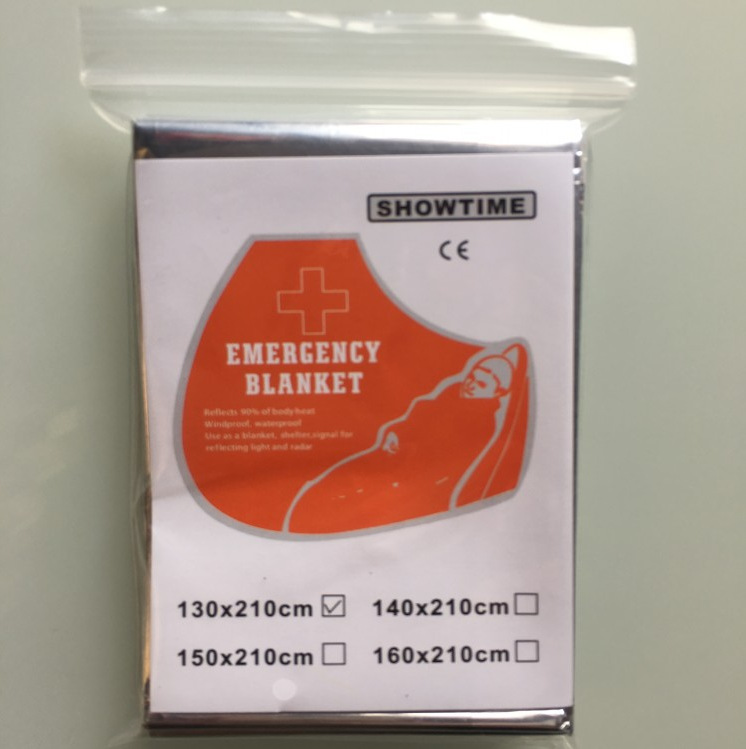 SHOWTIME
CE
EMERGENCY
BLANKET
Reflects 90% of body heat
Windproof, waterproof
Use as a blanket, shelter,signal for
reflecting light and radar
130x210cm ☑ 140x210cm ☐
150x210cm ☐ 160x210cm ☐